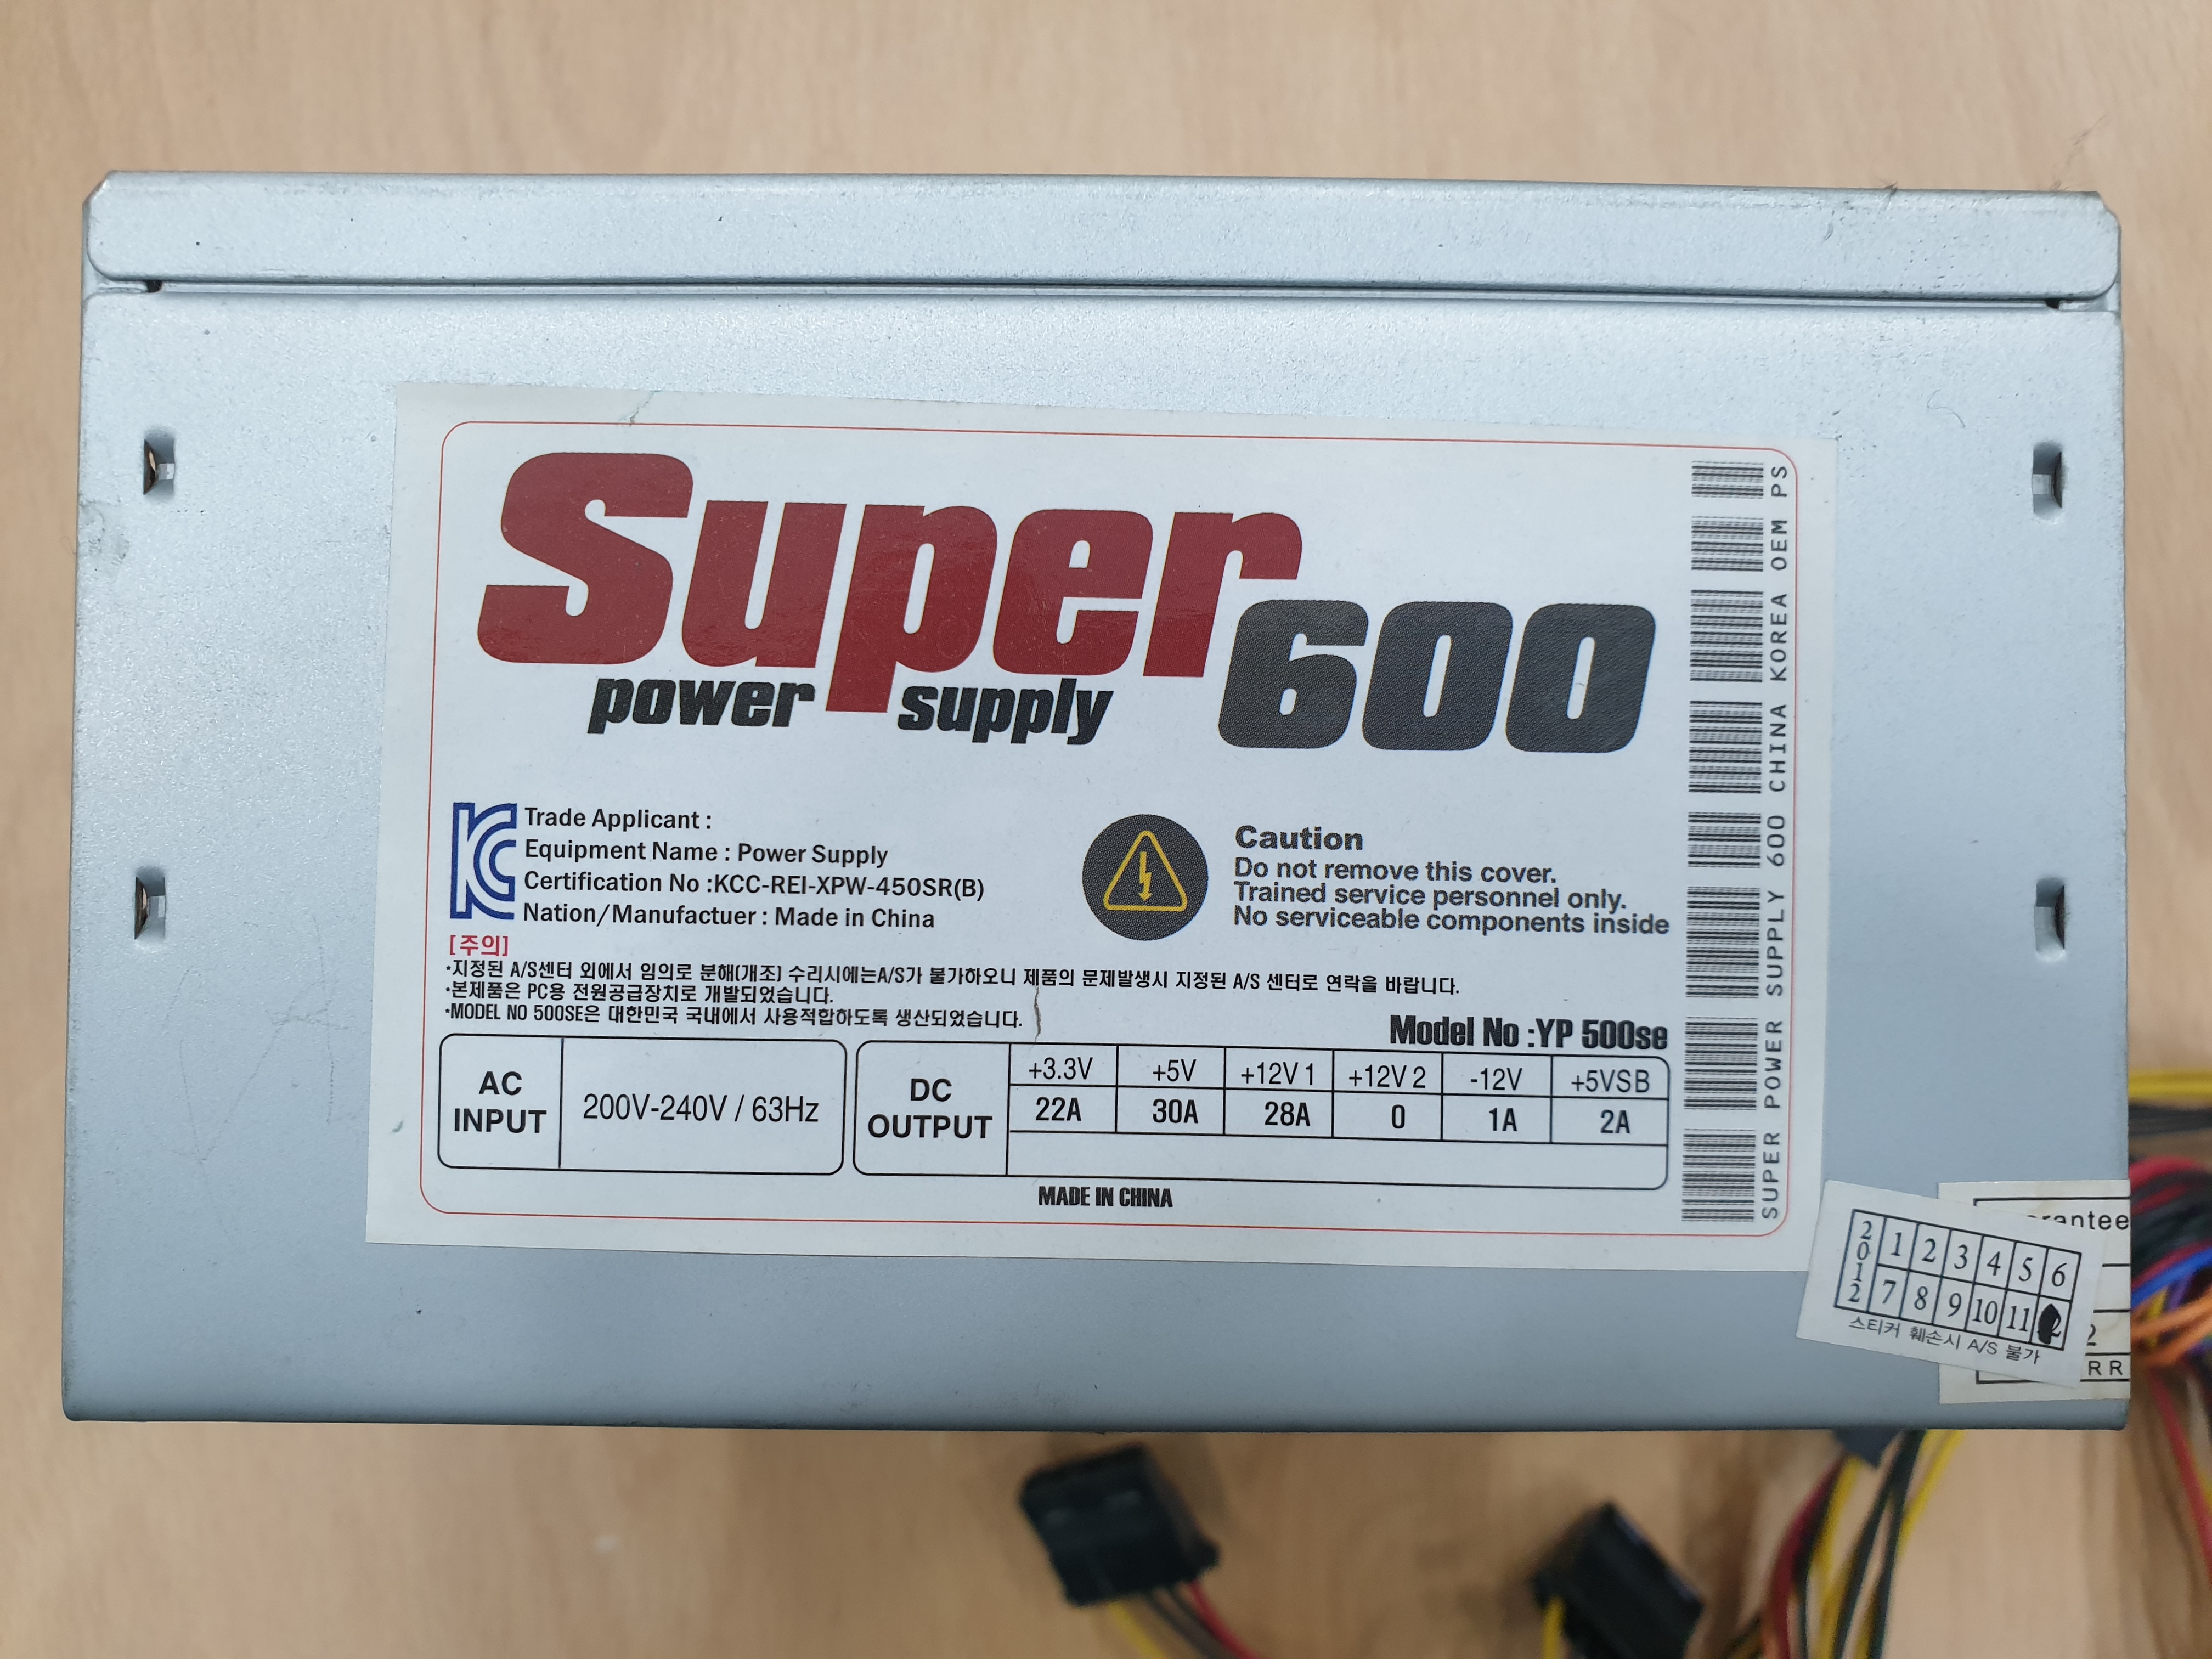 Super
600
power supply
Trade Applicant :
Equipment Name : Power Supply
Certification No :KCC-REI-XPW-450SR(B)
Nation/Manufactuer : Made in China
Caution
Do not remove this cover.
Trained service personnel only.
No serviceable components inside
[주의]
•지정된 A/S센터 외에서 임의로 분해(개조) 수리시에는A/S가 불가하오니 제품의 문제발생시 지정된 A/S 센터로 연락을 바랍니다.
•본제품은 PC용 전원공급장치로 개발되었습니다.
•MODEL NO 500SE은 대한민국 국내에서 사용적합하도록 생산되었습니다.
Model No :YP 500se
AC INPUT
200V-240V / 63Hz
DC OUTPUT
+3.3V +5V +12V 1 +12V 2 -12V +5VSB
22A 30A 28A 0 1A 2A
MADE IN CHINA
SUPER POWER SUPPLY 600 CHINA KOREA OEM PS
2012
1 2 3 4 5 6
7 8 9 10 11
스티커 훼손시 A/S 불가